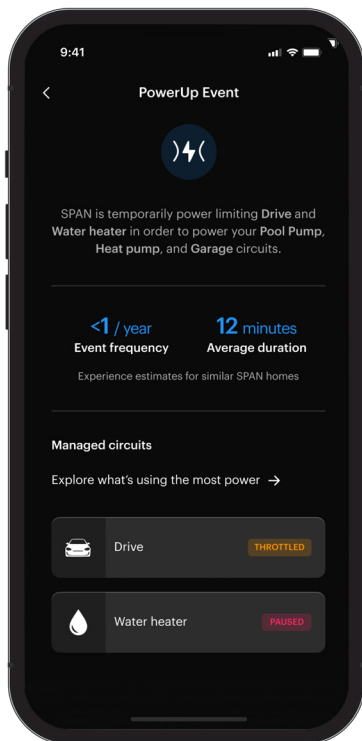 9:41
PowerUp Event
SPAN is temporarily power limiting Drive and
Water heater in order to power your Pool Pump,
Heat pump, and Garage circuits.
<1 / year
Event frequency
12 minutes
Average duration
Experience estimates for similar SPAN homes
Managed circuits
Explore what's using the most power →
Drive
THROTTLED
Water heater
PAUSED